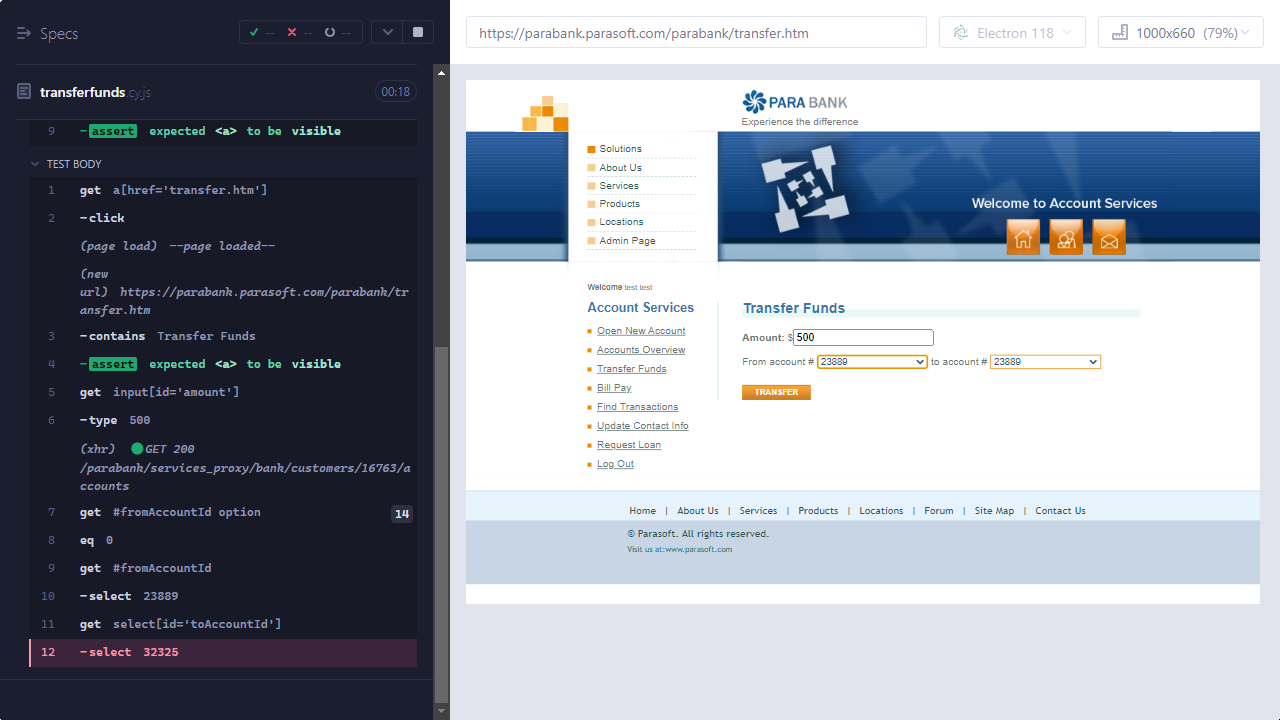 Specs
-- -- --
transferfunds.cy.js
00:18
9 -assert expected <a> to be visible
TEST BODY
1 get a[href='transfer.htm']
2 -click
(page load) --page loaded--
(new
url) https://parabank.parasoft.com/parabank/tr
ansfer.htm
3 -contains Transfer Funds
4 -assert expected <a> to be visible
5 get input[id='amount']
6 -type 500
(xhr) GET 200
/parabank/services_proxy/bank/customers/16763/a
ccounts
7 get #fromAccountId option 14
8 eq 0
9 get #fromAccountId
10 -select 23889
11 get select[id='toAccountId']
12 -select 32325
https://parabank.parasoft.com/parabank/transfer.htm
Electron 118
1000x660 (79%)
PARA BANK
Experience the difference
Solutions
About Us
Services
Products
Locations
Admin Page
Welcome to Account Services
Welcome test test
Account Services
Open New Account
Accounts Overview
Transfer Funds
Bill Pay
Find Transactions
Update Contact Info
Request Loan
Log Out
Transfer Funds
Amount: $500
From account # 23889 to account # 23889
TRANSFER
Home | About Us | Services | Products | Locations | Forum | Site Map | Contact Us
© Parasoft. All rights reserved.
Visit us at:www.parasoft.com